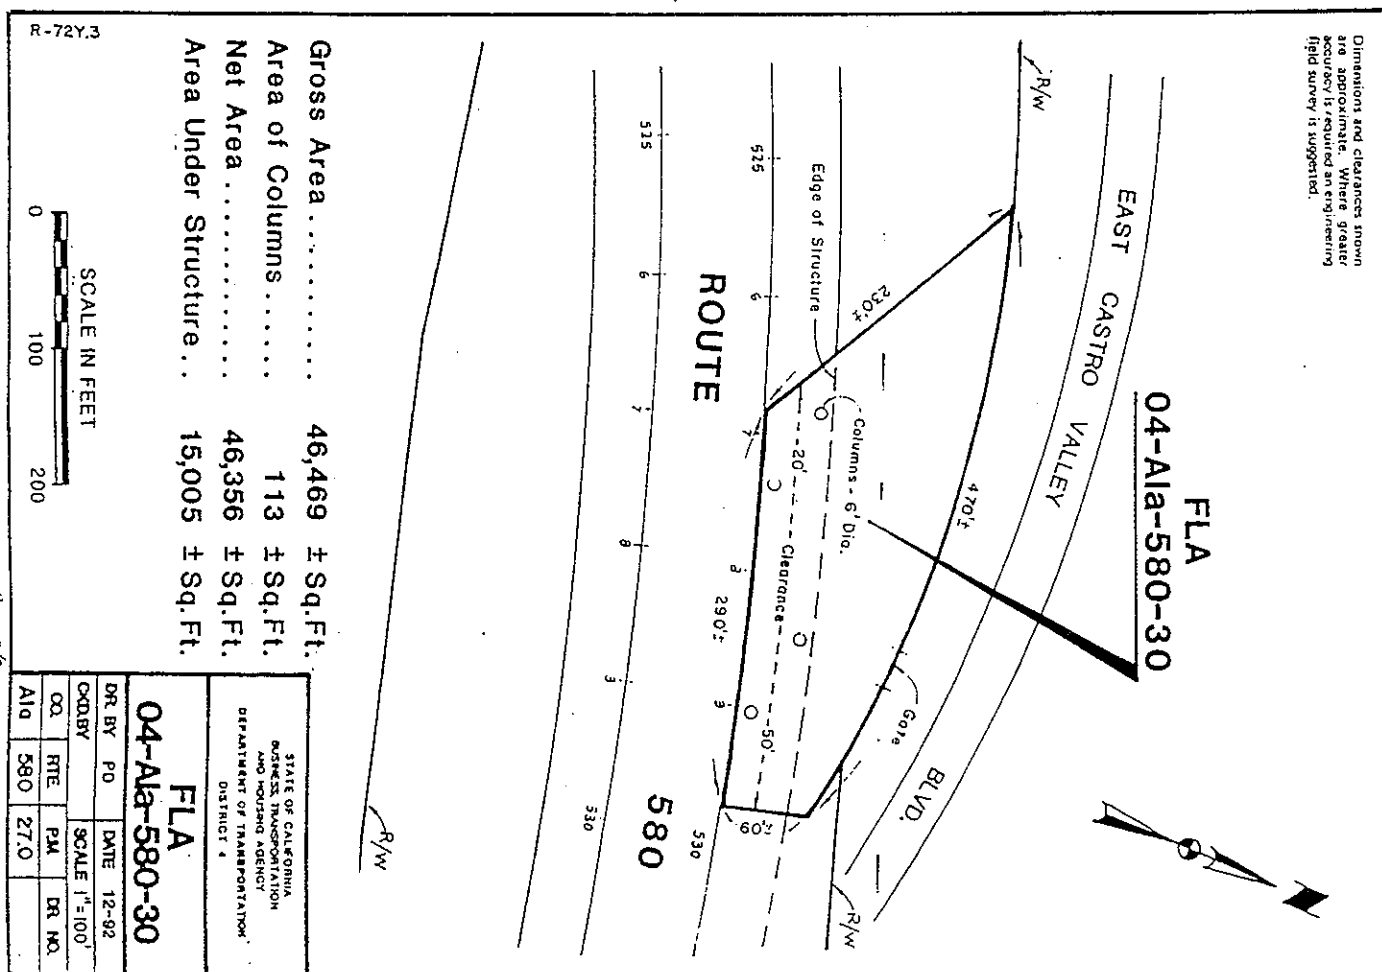 R-72Y.3
Dimensions and clearances shown
are approximate. Where greater
accuracy is required an engineering
field survey is suggested.
FLA
04-Ala-580-30
EAST CASTRO VALLEY BLVD.
R/W
470'±
Gate
R/W
230'±
Edge of Structure
Columns - 6' Dia.
20' Clearance 50'
290'±
60'±
525
6
7
8
9
530
ROUTE 580
525
6
7
8
9
530
R/W
Gross Area .......... 46,469 ± Sq.Ft.
Area of Columns ...... 113 ± Sq.Ft.
Net Area ............. 46,356 ± Sq.Ft.
Area Under Structure .. 15,005 ± Sq.Ft.
SCALE IN FEET
0 100 200
STATE OF CALIFORNIA
BUSINESS, TRANSPORTATION
AND HOUSING AGENCY
DEPARTMENT OF TRANSPORTATION
DISTRICT 4
FLA
04-Ala-580-30
DR. BY PD DATE 12-92
CKD.BY SCALE 1"=100'
CO. RTE P.M. DR. NO.
Ala 580 27.0